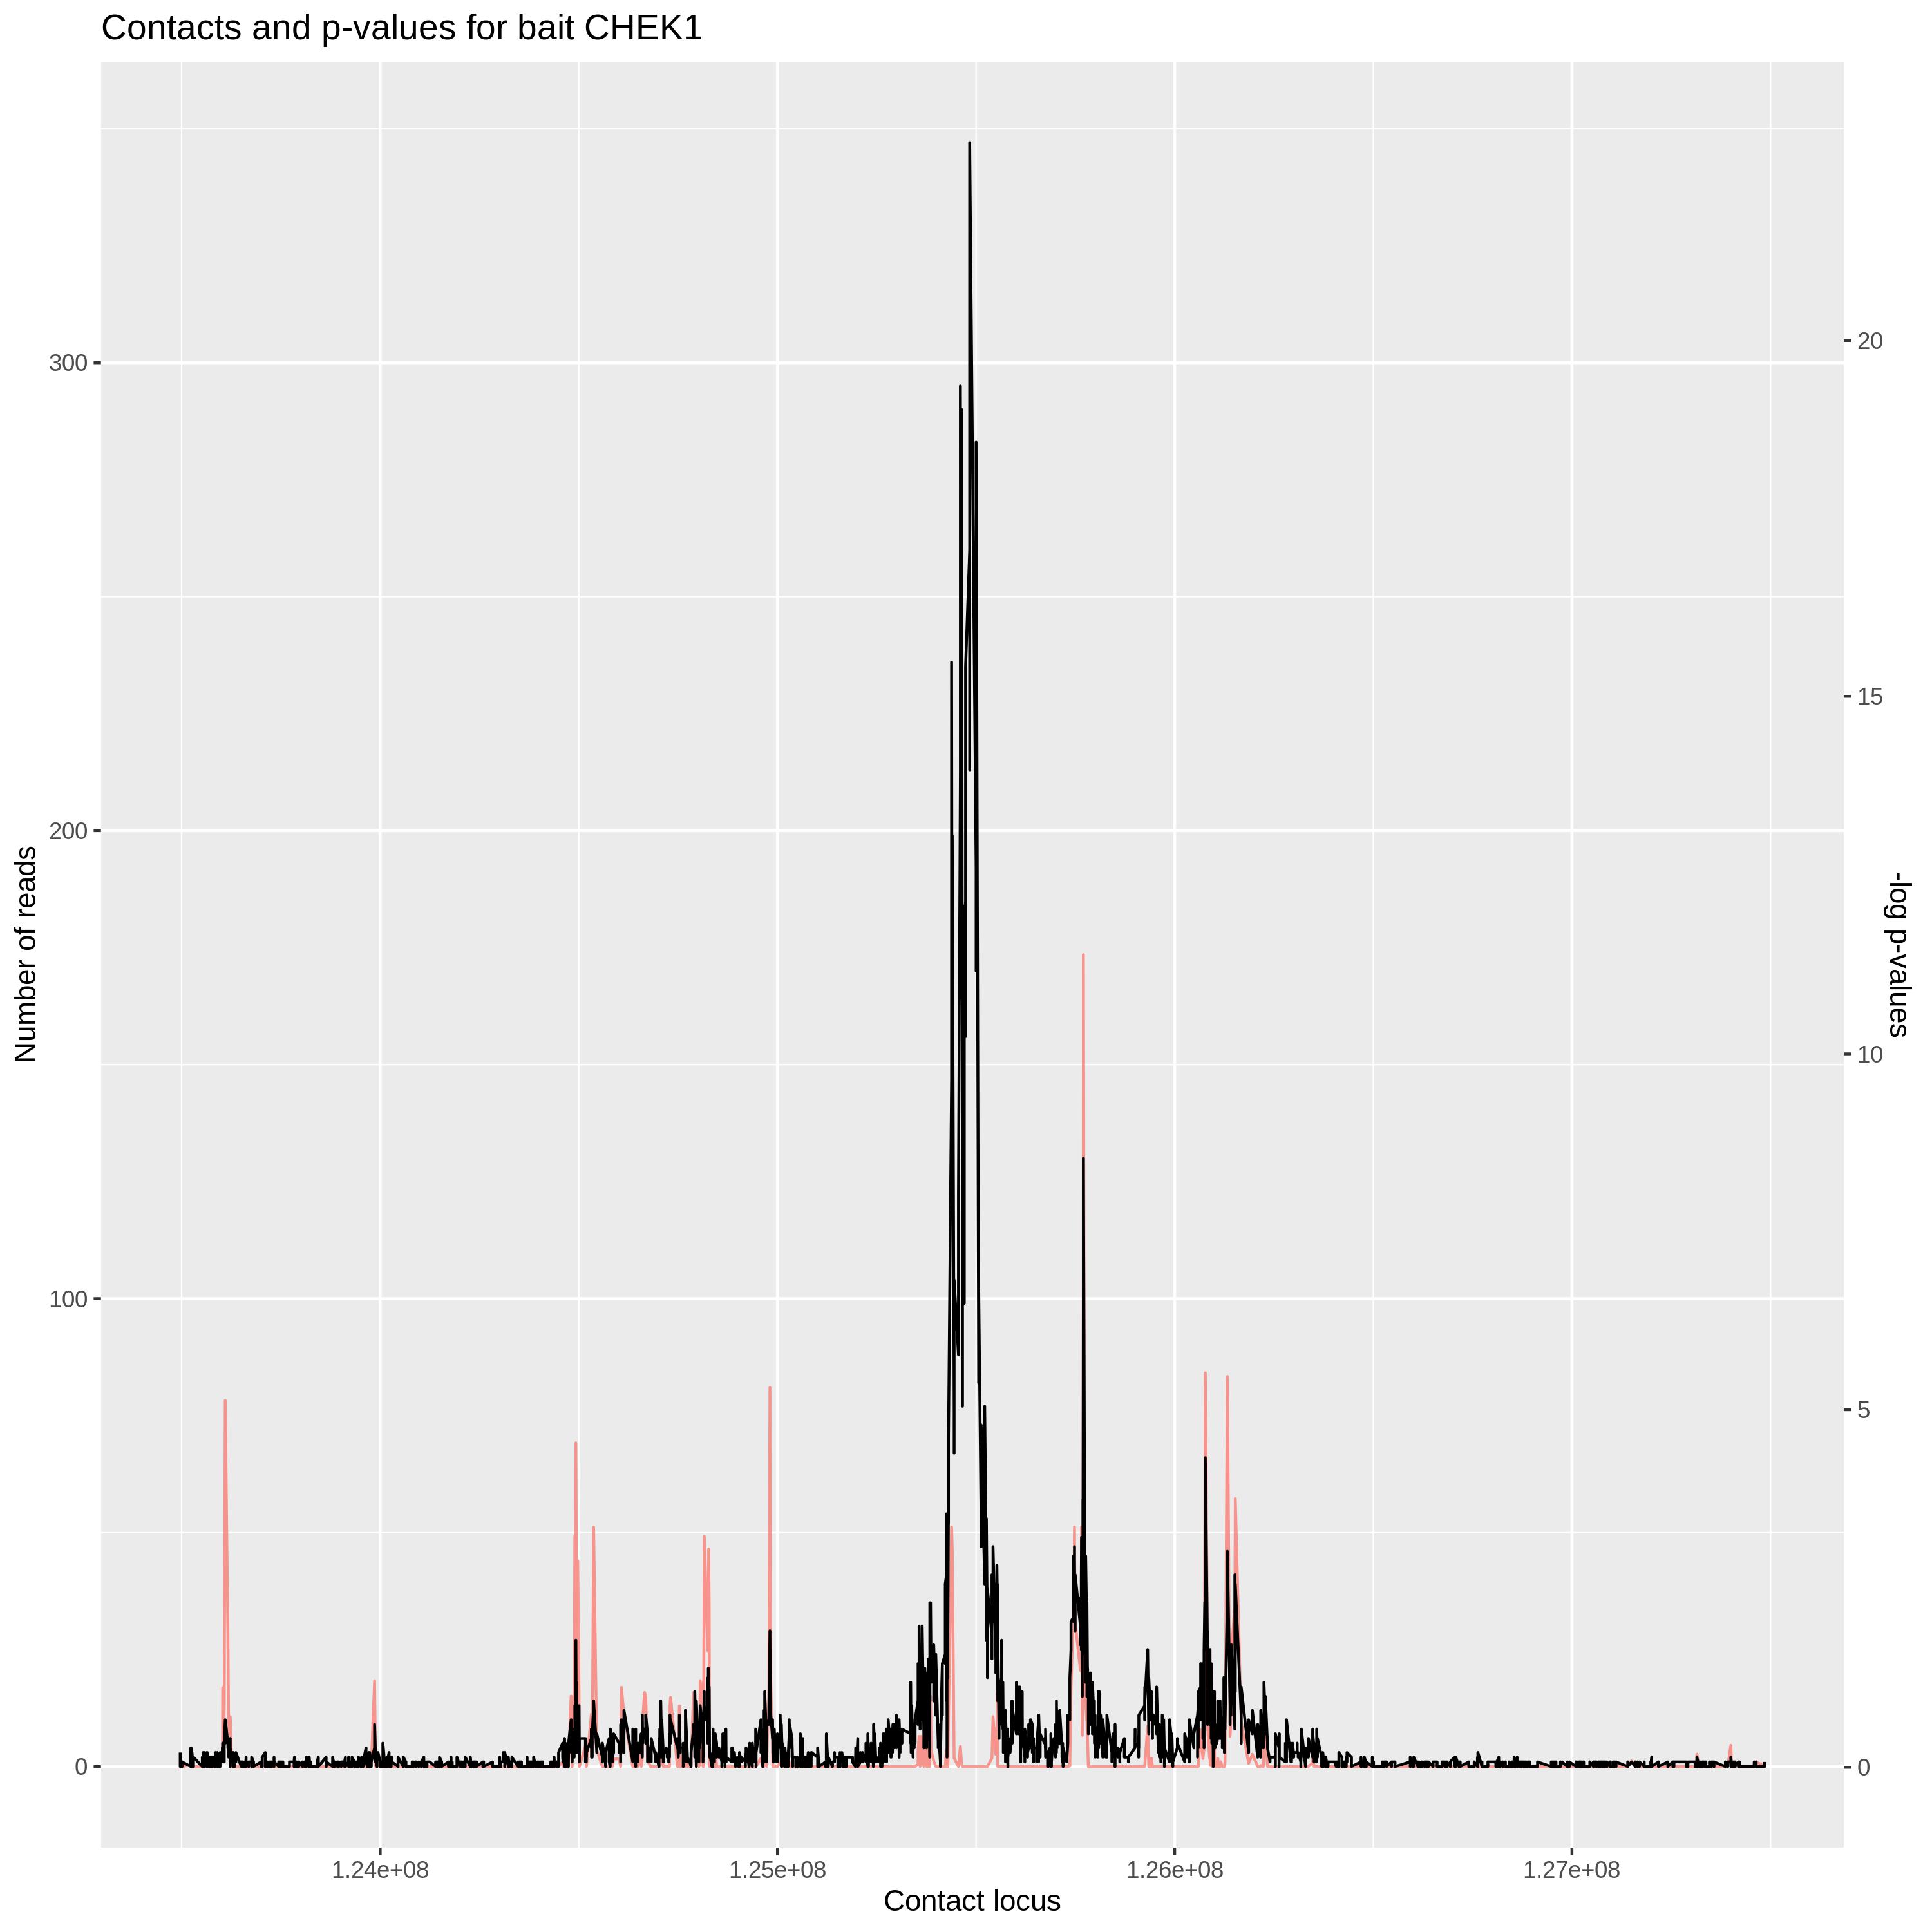 Contacts and p-values for bait CHEK1
300
200
100
0
Number of reads
20
15
10
5
0
-log p-values
1.24e+08
1.25e+08
1.26e+08
1.27e+08
Contact locus